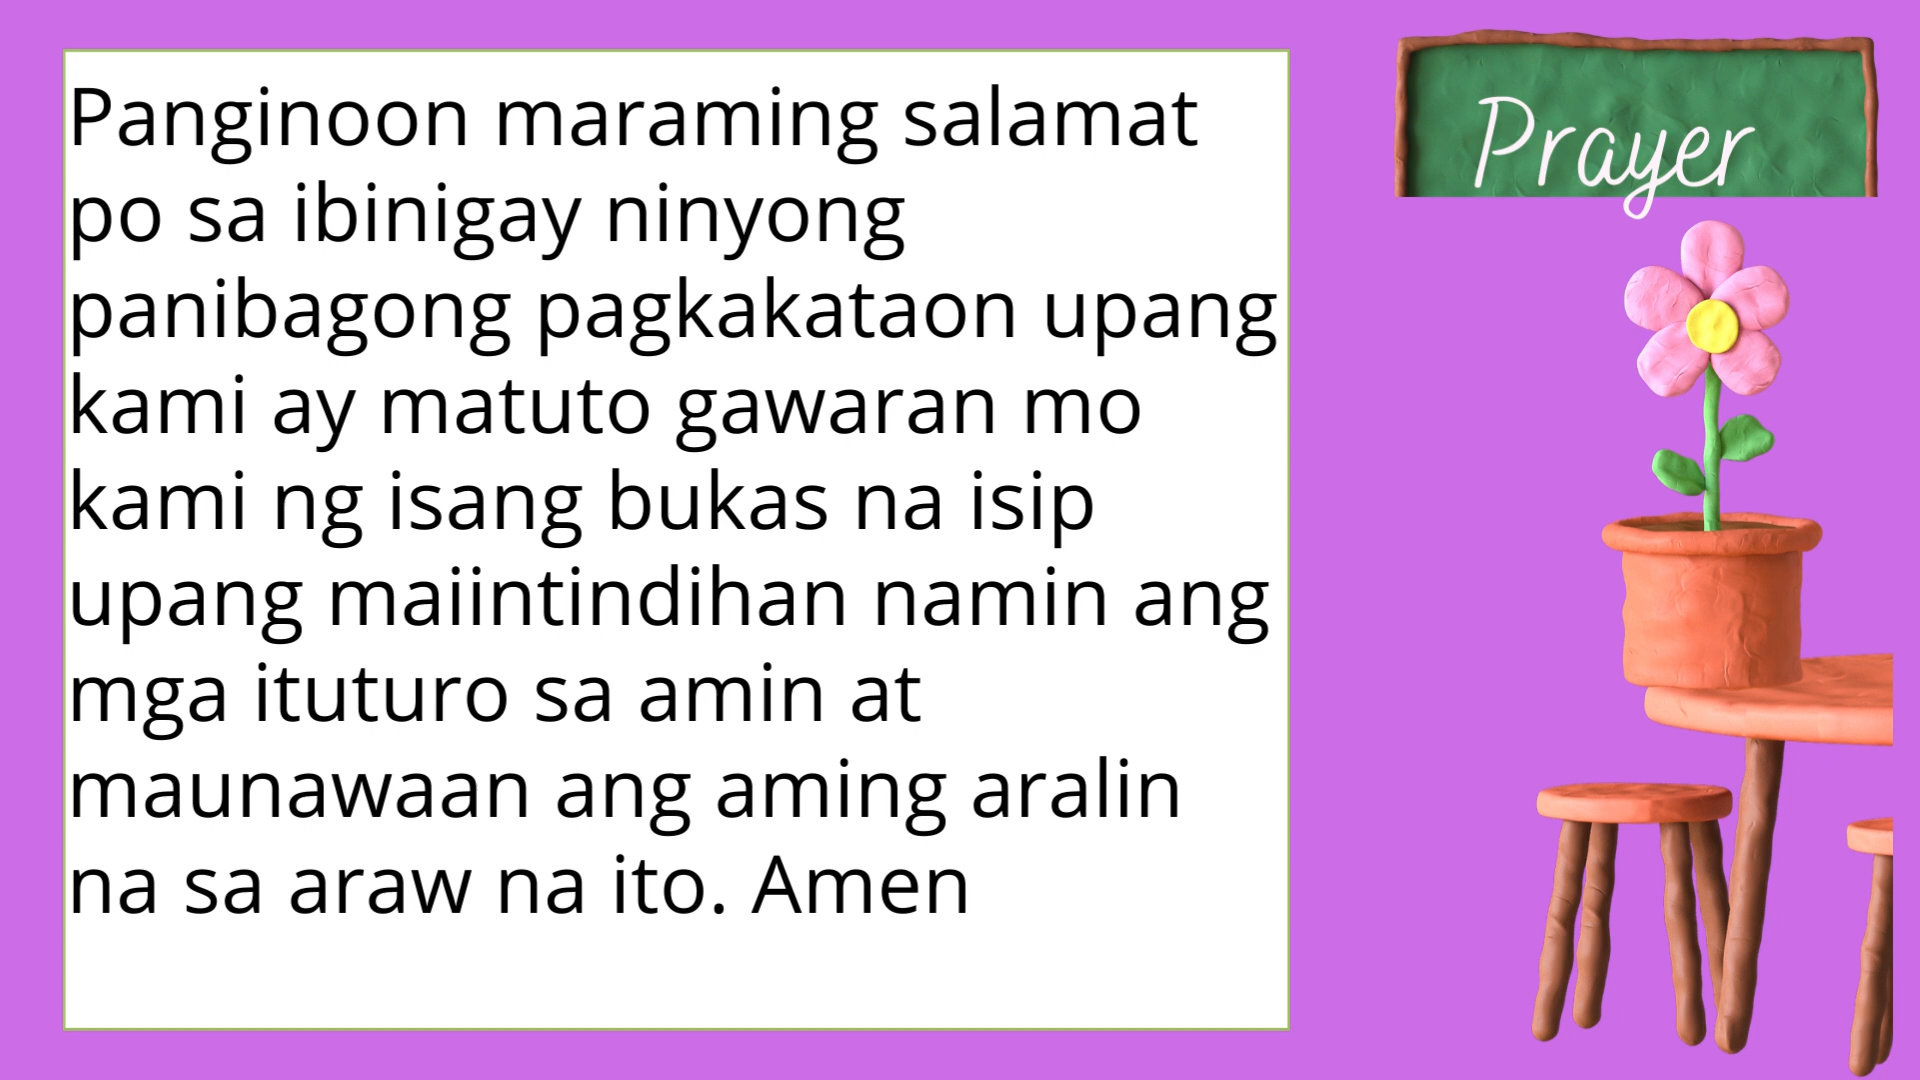 Panginoon maraming salamat
po sa ibinigay ninyong
panibagong pagkakataon upang
kami ay matuto gawaran mo
kami ng isang bukas na isip
upang maiintindihan namin ang
mga ituturo sa amin at
maunawaan ang aming aralin
na sa araw na ito. Amen
Prayer